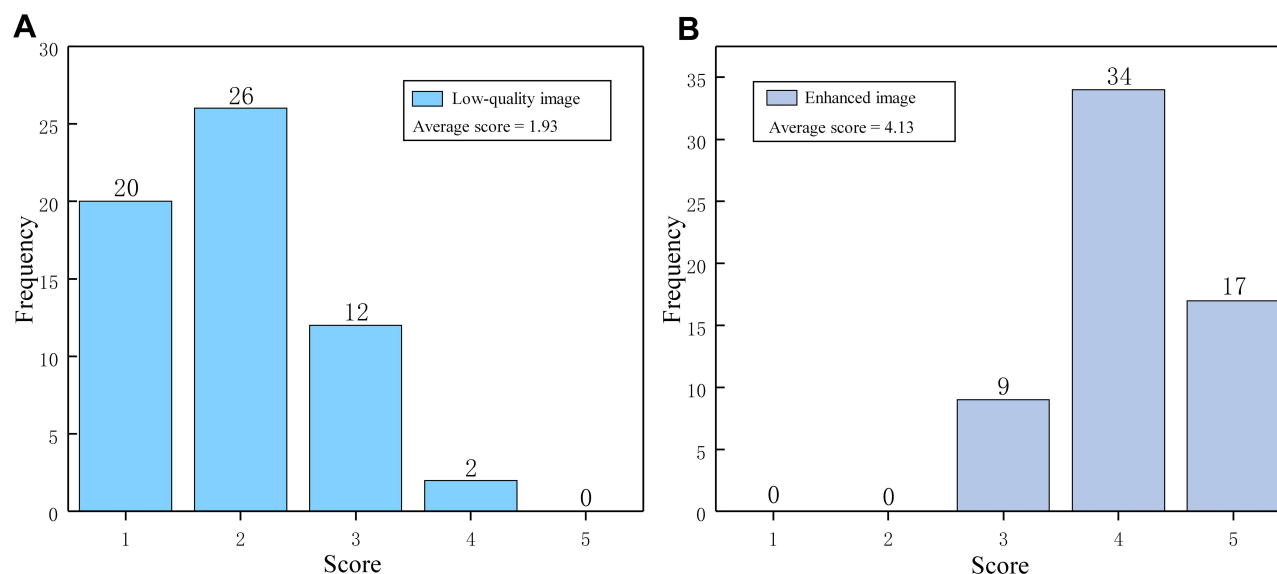 A
30
25
20
15
10
5
0
Frequency
20
26
12
2
0
Low-quality image
Average score = 1.93
1 2 3 4 5
Score
B
35
30
25
20
15
10
5
0
Frequency
Enhanced image
Average score = 4.13
0
0
9
34
17
1 2 3 4 5
Score